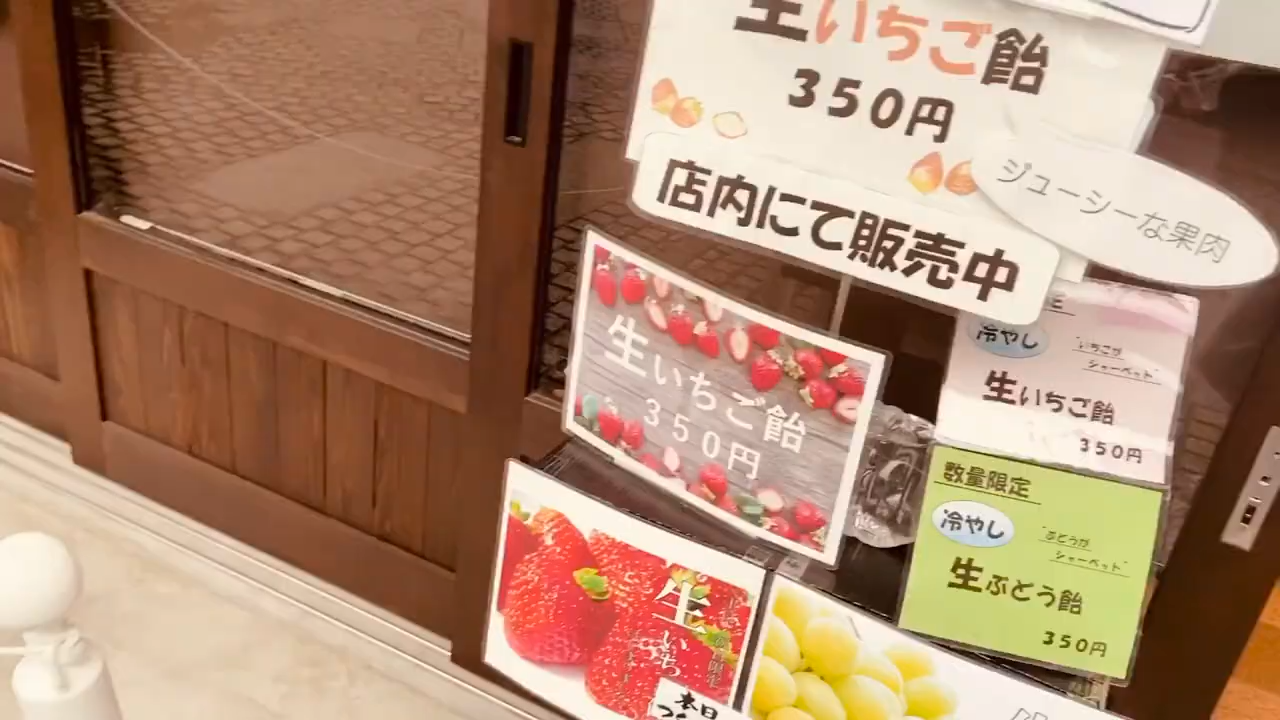 生いちご飴
350円
ジューシーな果肉
店内にて販売中
生いちご飴
350円
冷やし
いちごが
シャーベット
生いちご飴
350円
数量限定
冷やし
ぶどうが
シャーベット
生ぶどう飴
350円
生いち
本日